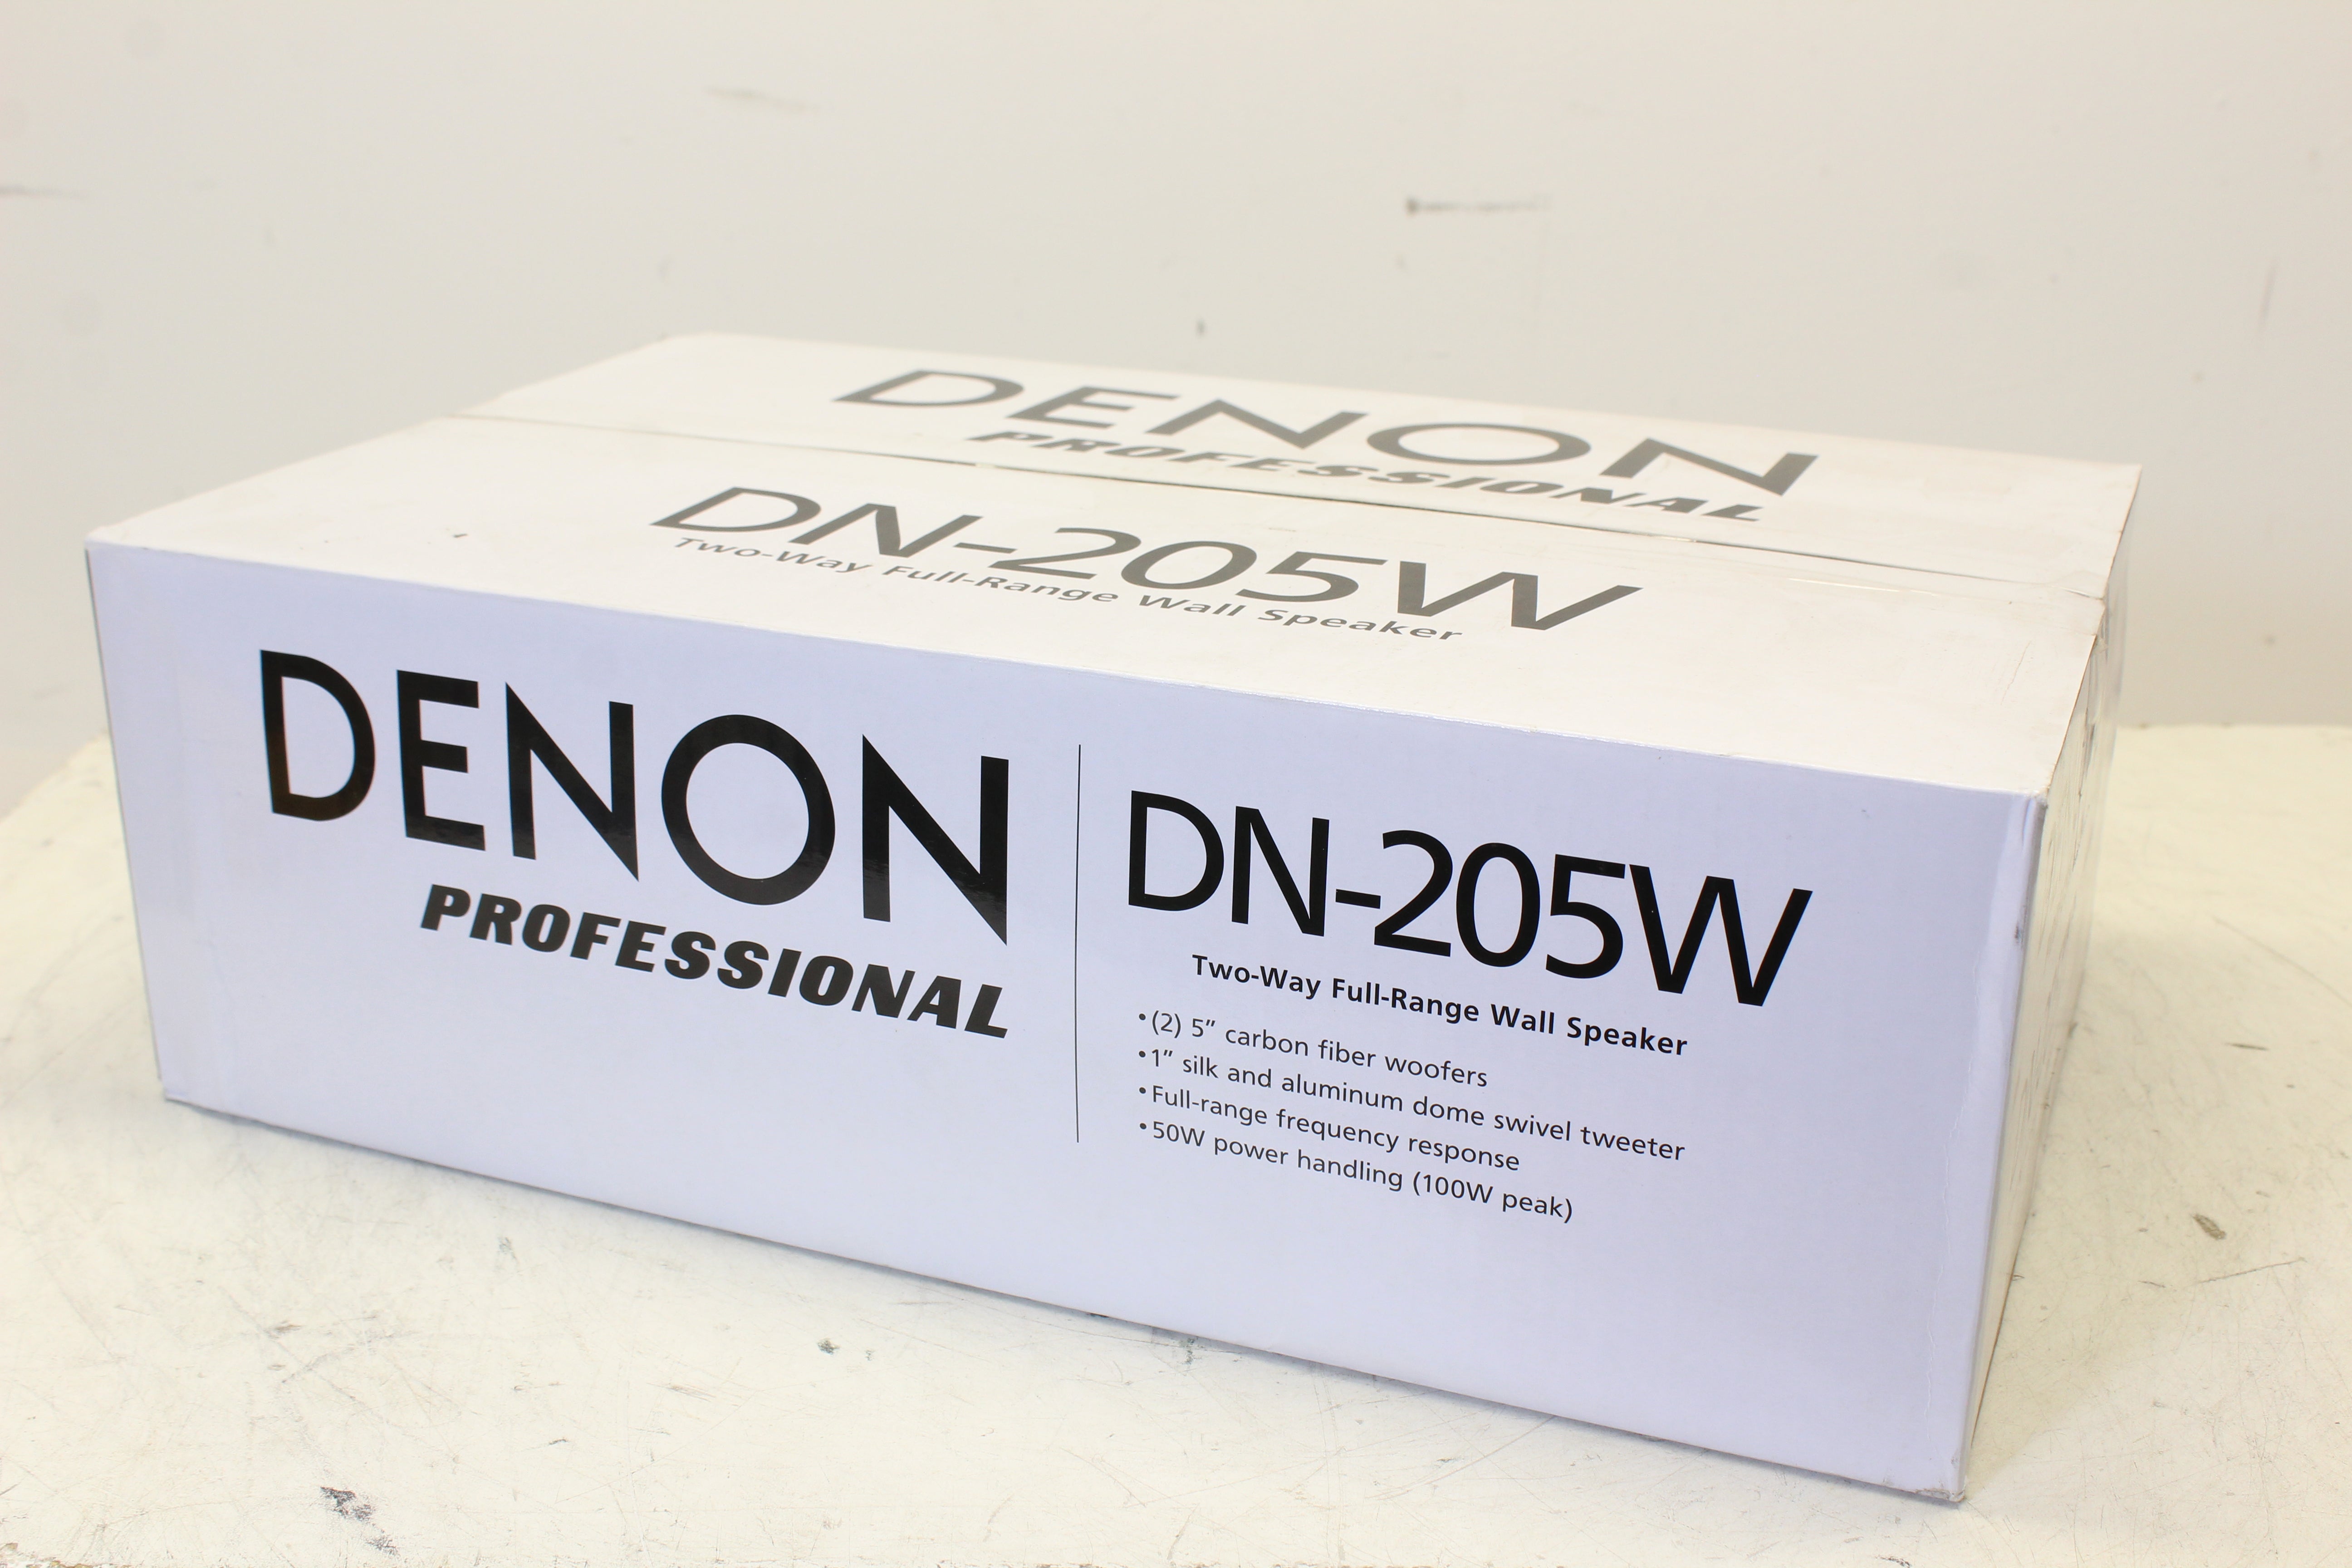 DENON
PROFESSIONAL
DN-205W
Two-Way Full-Range Wall Speaker
DENON
PROFESSIONAL
DN-205W
Two-Way Full-Range Wall Speaker
•(2) 5” carbon fiber woofers
•1” silk and aluminum dome swivel tweeter
•Full-range frequency response
•50W power handling (100W peak)